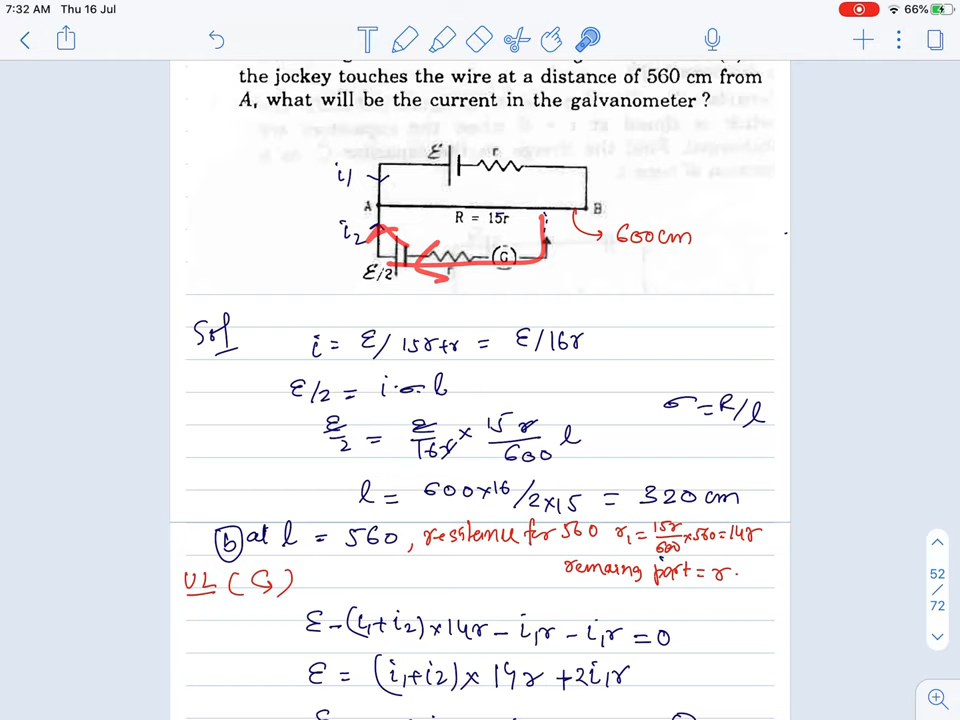 7:32 AM Thu 16 Jul
66%
the jockey touches the wire at a distance of 560 cm from
A, what will be the current in the galvanometer ?
ε r
i1
A B
R = 15r
i2
600cm
G
ε/2 r
Sol
i = ε/15r+r = ε/16r
ε/2 = i σ l
σ = R/l
ε/2 = ε/16r × 15r/600 l
l = 600×16/2×15 = 320 cm
(b) at l = 560, resistance for 560 r1 = 15r/600 ×560 = 14r
remaing part = r.
UL ( )
ε - (i1+i2)×14r - i1r - i1r = 0
ε = (i1+i2)× 14r + 2i1r
52
/
72